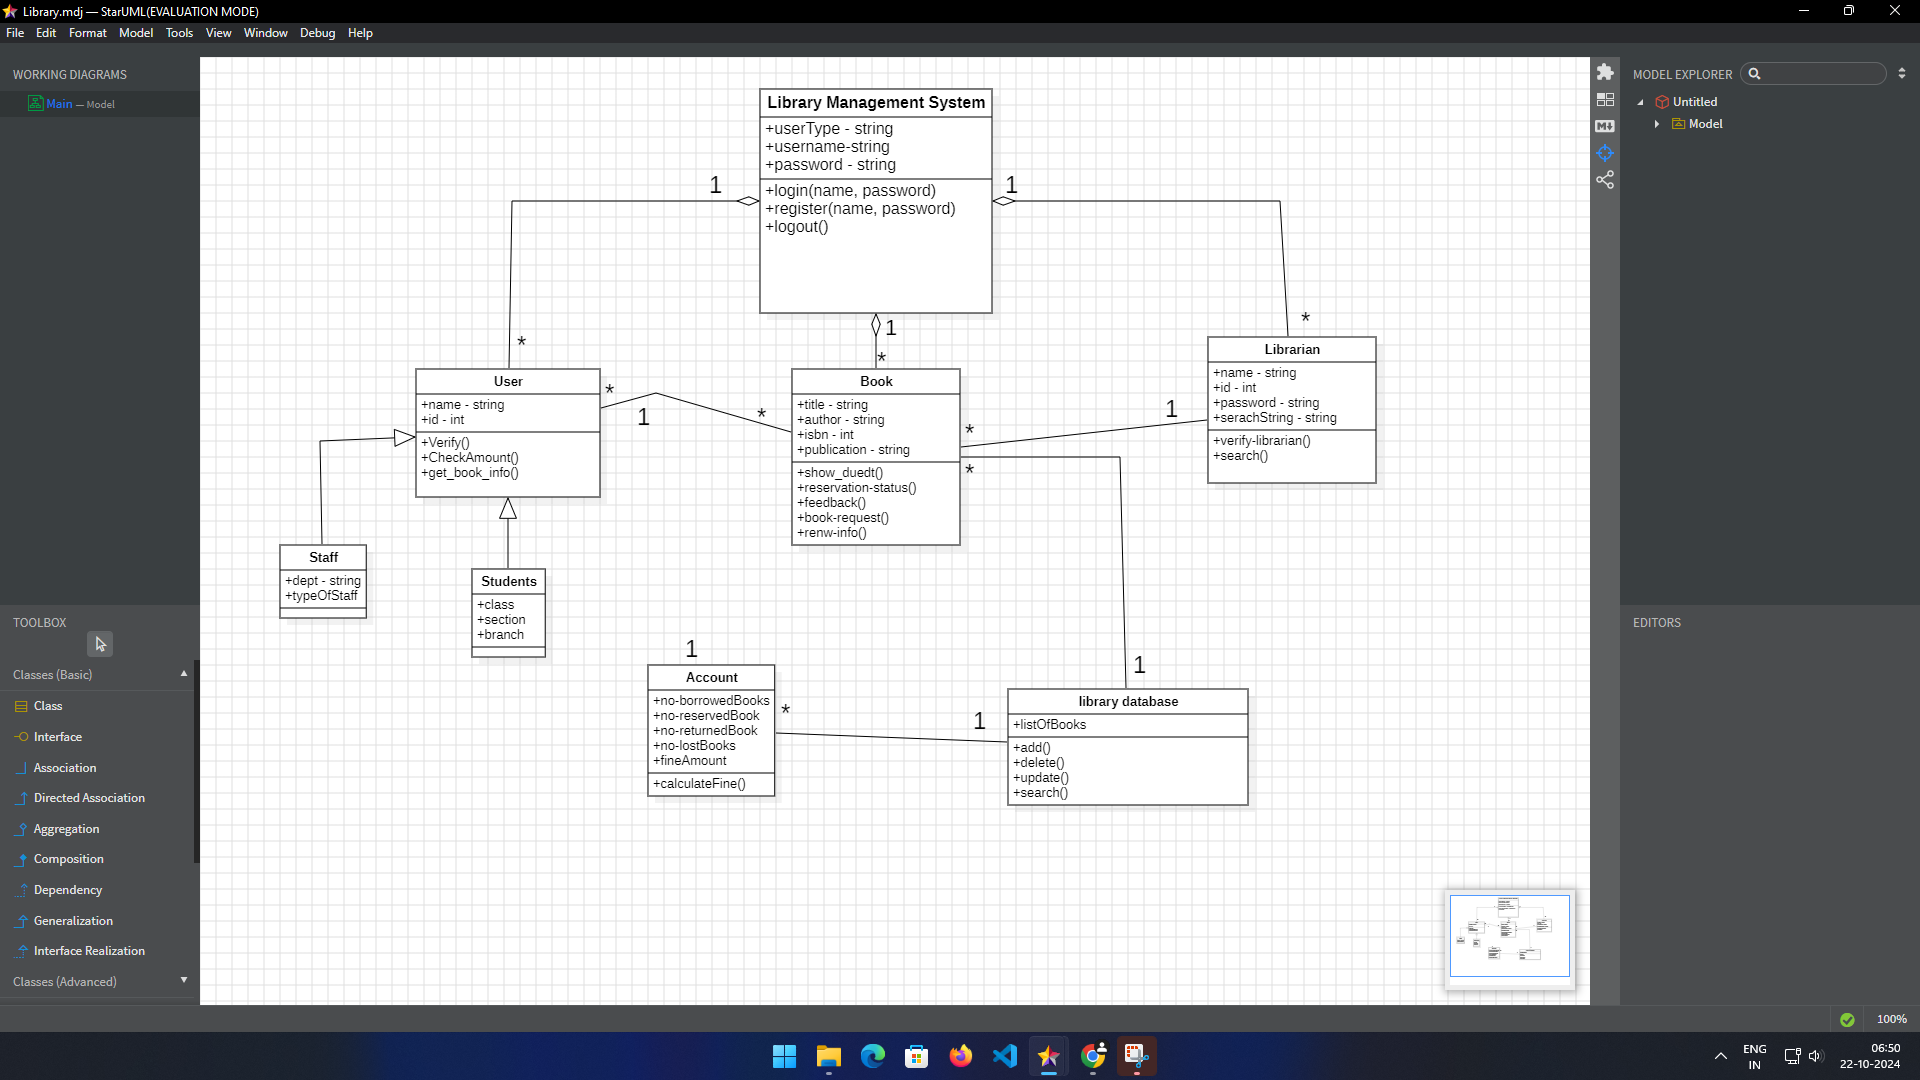 Library.mdj — StarUML(EVALUATION MODE)
File Edit Format Model Tools View Window Debug Help
WORKING DIAGRAMS
Main — Model
Library Management System
+userType - string
+username-string
+password - string
+login(name, password)
+register(name, password)
+logout()
1
1
1
*
*
*
User
+name - string
+id - int
+Verify()
+CheckAmount()
+get_book_info()
*
1
*
Book
+title - string
+author - string
+isbn - int
+publication - string
+show_duedt()
+reservation-status()
+feedback()
+book-request()
+renw-info()
*
*
1
Librarian
+name - string
+id - int
+password - string
+serachString - string
+verify-librarian()
+search()
Staff
+dept - string
+typeOfStaff
Students
+class
+section
+branch
1
Account
+no-borrowedBooks
+no-reservedBook
+no-returnedBook
+no-lostBooks
+fineAmount
+calculateFine()
*
1
1
library database
+listOfBooks
+add()
+delete()
+update()
+search()
TOOLBOX
Classes (Basic)
Class
Interface
Association
Directed Association
Aggregation
Composition
Dependency
Generalization
Interface Realization
Classes (Advanced)
MODEL EXPLORER
Untitled
Model
EDITORS
100%
ENG
IN
06:50
22-10-2024